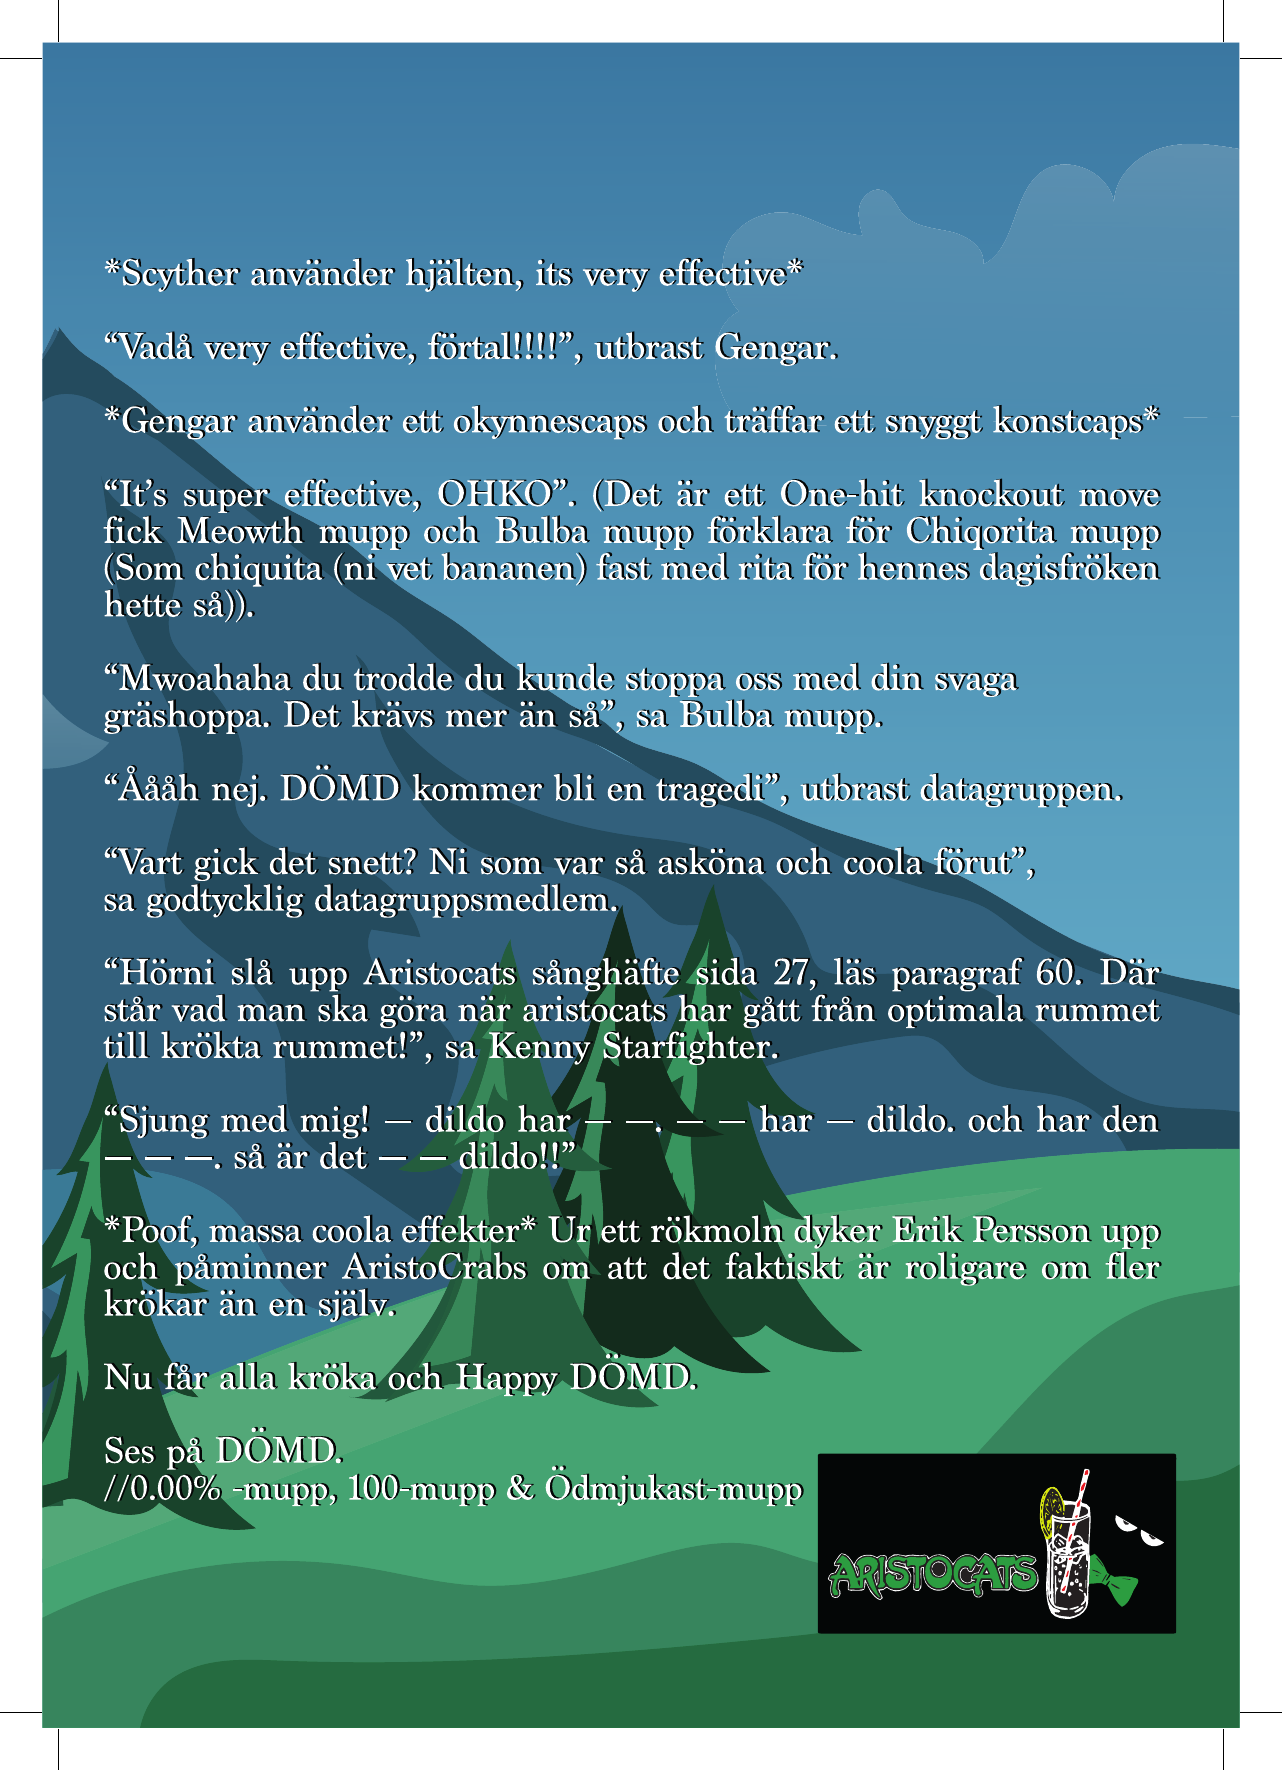 *Scyther använder hjälten, its very effective*
“Vadå very effective, förtal!!!!”, utbrast Gengar.
*Gengar använder ett okynnescaps och träffar ett snyggt konstcaps*
“It’s super effective, OHKO”. (Det är ett One-hit knockout move
fick Meowth mupp och Bulba mupp förklara för Chiqorita mupp
(Som chiquita (ni vet bananen) fast med rita för hennes dagisfröken
hette så)).
“Mwoahaha du trodde du kunde stoppa oss med din svaga
gräshoppa. Det krävs mer än så”, sa Bulba mupp.
“Åååh nej. DÖMD kommer bli en tragedi”, utbrast datagruppen.
“Vart gick det snett? Ni som var så asköna och coola förut”,
sa godtycklig datagruppsmedlem.
“Hörni slå upp Aristocats sånghäfte sida 27, läs paragraf 60. Där
står vad man ska göra när aristocats har gått från optimala rummet
till krökta rummet!”, sa Kenny Starfighter.
“Sjung med mig! — dildo har — —. — — har — dildo. och har den
— — —. så är det — — dildo!!”
*Poof, massa coola effekter* Ur ett rökmoln dyker Erik Persson upp
och påminner AristoCrabs om att det faktiskt är roligare om fler
krökar än en själv.
Nu får alla kröka och Happy DÖMD.
Ses på DÖMD.
//0.00% -mupp, 100-mupp & Ödmjukast-mupp
ARISTOCATS